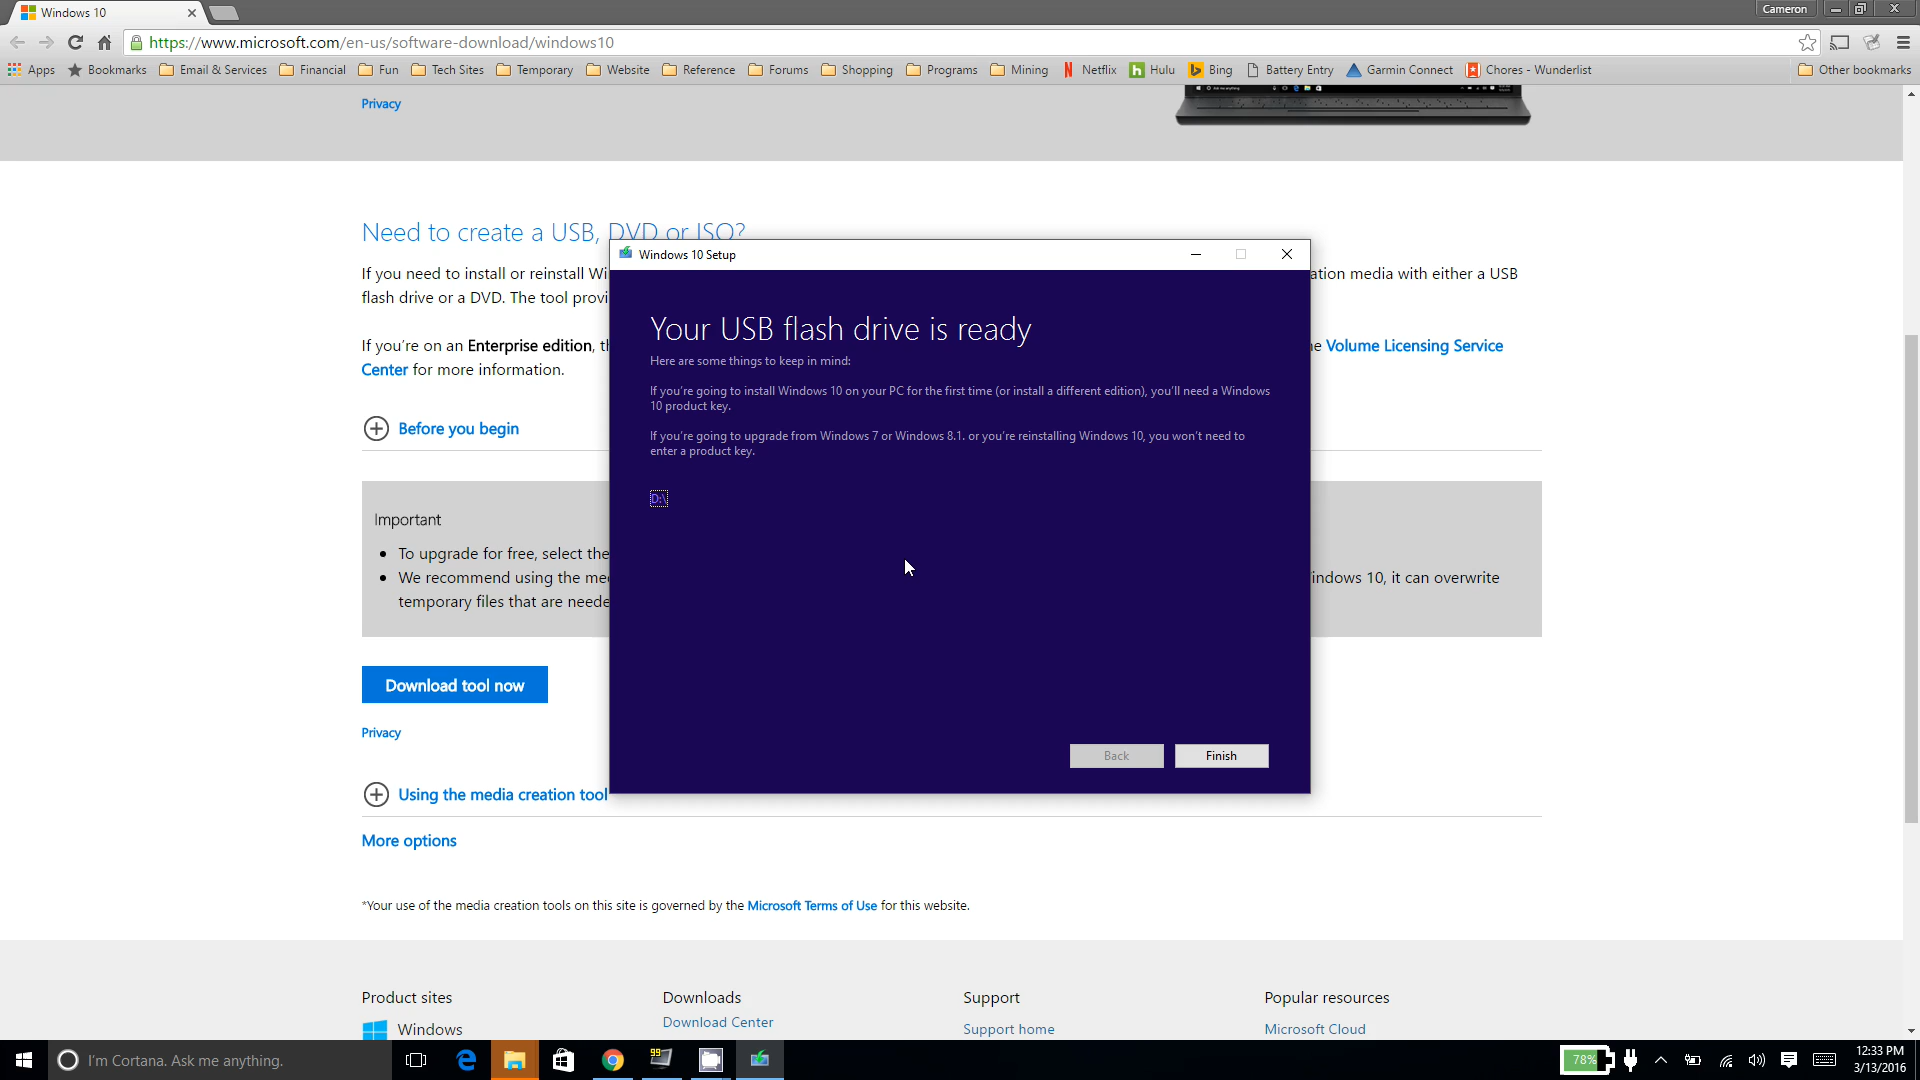 Windows 10
Cameron
https://www.microsoft.com/en-us/software-download/windows10
Apps Bookmarks Email & Services Financial Fun Tech Sites Temporary Website Reference Forums Shopping Programs Mining Netflix Hulu Bing Battery Entry Garmin Connect Chores - Wunderlist Other bookmarks
Privacy
Need to create a USB, DVD or ISO?
If you need to install or reinstall Wi
ation media with either a USB
flash drive or a DVD. The tool provi
If you're on an Enterprise edition, th
e Volume Licensing Service
Center for more information.
Before you begin
Important
To upgrade for free, select the
We recommend using the me
indows 10, it can overwrite
temporary files that are neede
Download tool now
Privacy
Using the media creation tool
More options
*Your use of the media creation tools on this site is governed by the Microsoft Terms of Use for this website.
Windows 10 Setup
Your USB flash drive is ready
Here are some things to keep in mind:
If you're going to install Windows 10 on your PC for the first time (or install a different edition), you'll need a Windows
10 product key.
If you're going to upgrade from Windows 7 or Windows 8.1. or you're reinstalling Windows 10, you won't need to
enter a product key.
D:\
Back Finish
Product sites Downloads Support Popular resources
Windows Download Center Support home Microsoft Cloud
I'm Cortana. Ask me anything.
99
78%
12:33 PM
3/13/2016